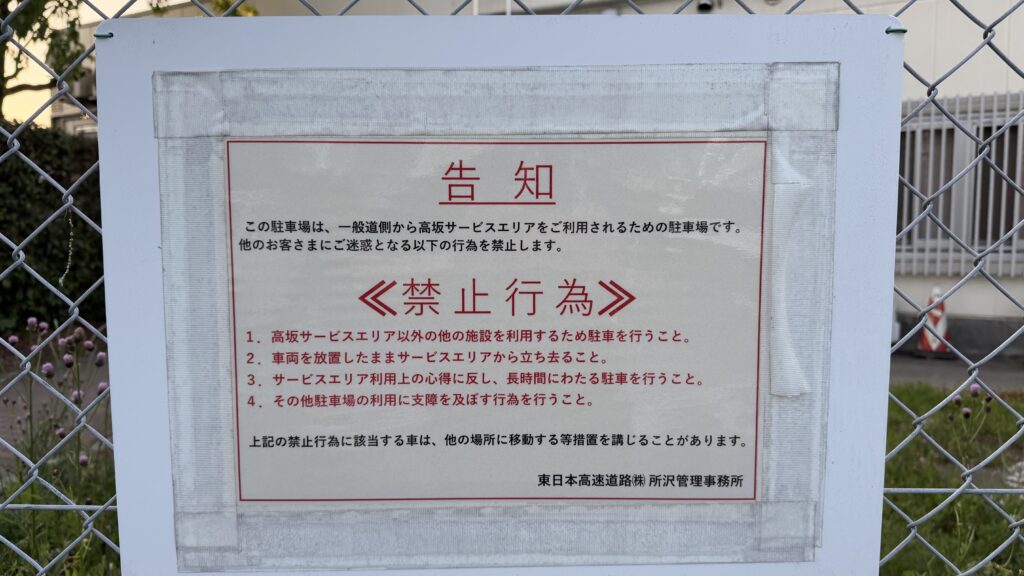 告 知
この駐車場は、一般道側から高坂サービスエリアをご利用されるための駐車場です。
他のお客さまにご迷惑となる以下の行為を禁止します。
≪禁止行為≫
1．高坂サービスエリア以外の他の施設を利用するため駐車を行うこと。
2．車両を放置したままサービスエリアから立ち去ること。
3．サービスエリア利用上の心得に反し、長時間にわたる駐車を行うこと。
4．その他駐車場の利用に支障を及ぼす行為を行うこと。
上記の禁止行為に該当する車は、他の場所に移動する等措置を講じることがあります。
東日本高速道路㈱ 所沢管理事務所